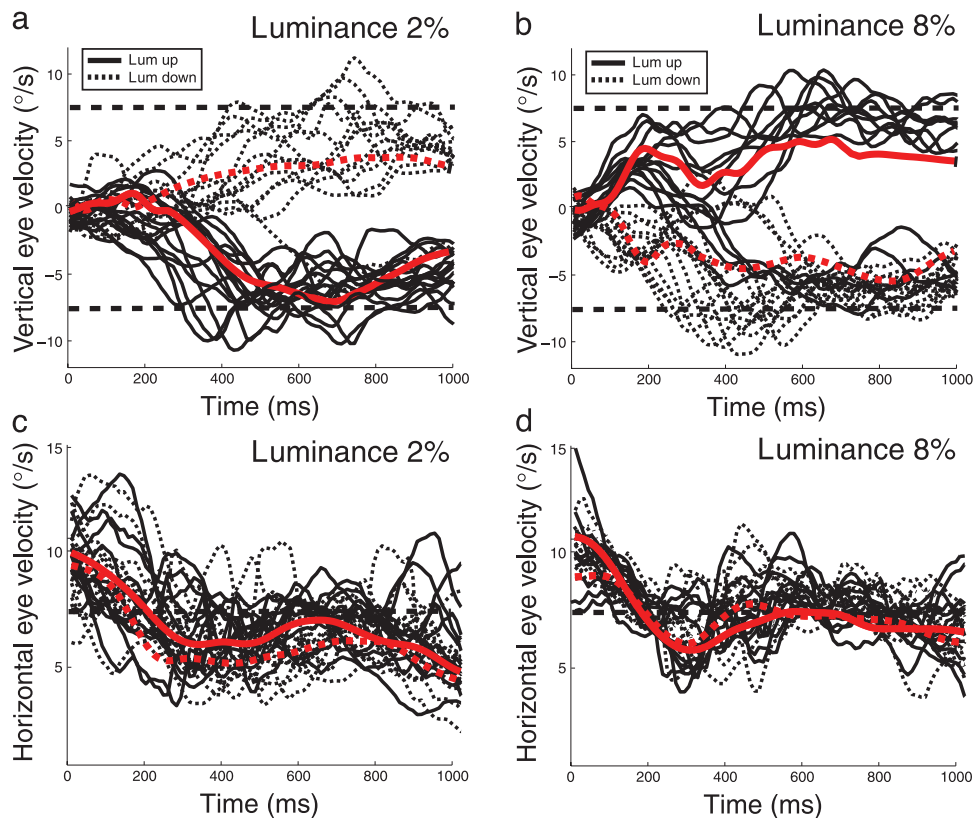 a
Luminance 2%
Lum up
Lum down
Vertical eye velocity (°/s)
10
5
0
−5
−10
0 200 400 600 800 1000
Time (ms)
b
Luminance 8%
Lum up
Lum down
Vertical eye velocity (°/s)
10
5
0
−5
−10
0 200 400 600 800 1000
Time (ms)
c
Luminance 2%
Horizontal eye velocity (°/s)
15
10
5
0 200 400 600 800 1000
Time (ms)
d
Luminance 8%
Horizontal eye velocity (°/s)
15
10
5
0 200 400 600 800 1000
Time (ms)